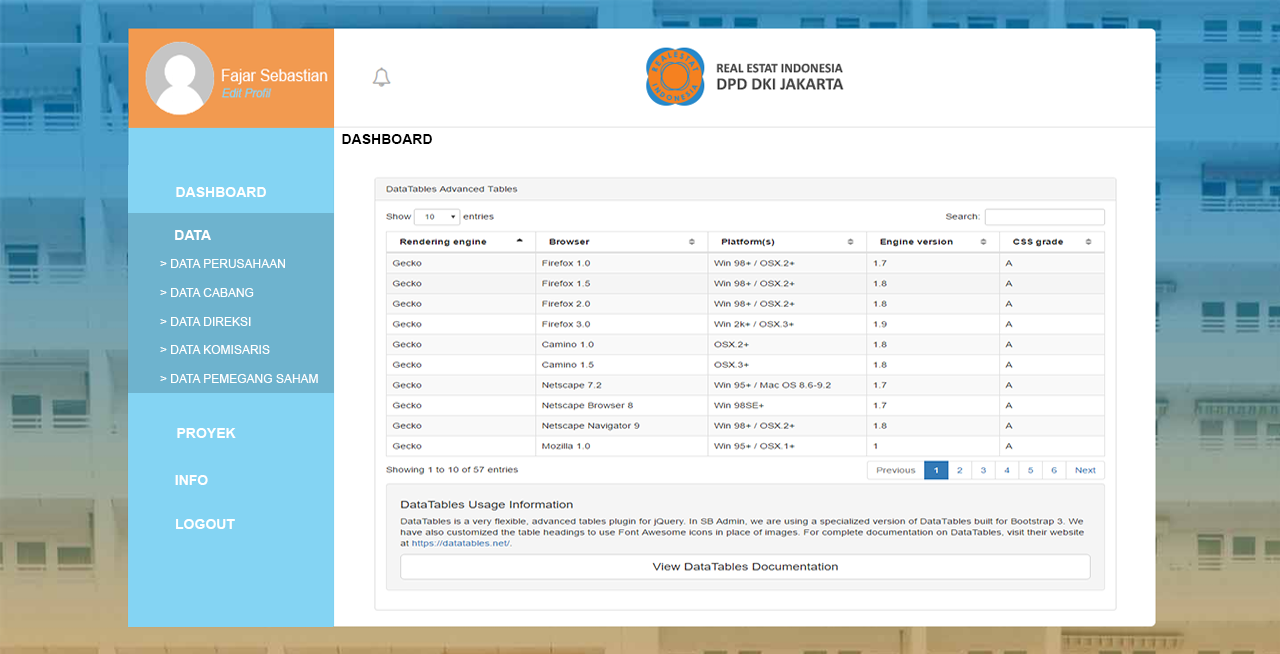 Fajar Sebastian
Edit Profil
REAL ESTAT INDONESIA
REAL ESTAT INDONESIA
DPD DKI JAKARTA
DASHBOARD
DASHBOARD
DATA
> DATA PERUSAHAAN
> DATA CABANG
> DATA DIREKSI
> DATA KOMISARIS
> DATA PEMEGANG SAHAM
PROYEK
INFO
LOGOUT
DataTables Advanced Tables
Show 10 entries Search:
Rendering engine Browser Platform(s) Engine version CSS grade
Gecko Firefox 1.0 Win 98+ / OSX.2+ 1.7 A
Gecko Firefox 1.5 Win 98+ / OSX.2+ 1.8 A
Gecko Firefox 2.0 Win 98+ / OSX.2+ 1.8 A
Gecko Firefox 3.0 Win 2k+ / OSX.3+ 1.9 A
Gecko Camino 1.0 OSX.2+ 1.8 A
Gecko Camino 1.5 OSX.3+ 1.8 A
Gecko Netscape 7.2 Win 95+ / Mac OS 8.6-9.2 1.7 A
Gecko Netscape Browser 8 Win 98SE+ 1.7 A
Gecko Netscape Navigator 9 Win 98+ / OSX.2+ 1.8 A
Gecko Mozilla 1.0 Win 95+ / OSX.1+ 1 A
Showing 1 to 10 of 57 entries Previous 1 2 3 4 5 6 Next
DataTables Usage Information
DataTables is a very flexible, advanced tables plugin for jQuery. In SB Admin, we are using a specialized version of DataTables built for Bootstrap 3. We
have also customized the table headings to use Font Awesome icons in place of images. For complete documentation on DataTables, visit their website
at https://datatables.net/.
View DataTables Documentation